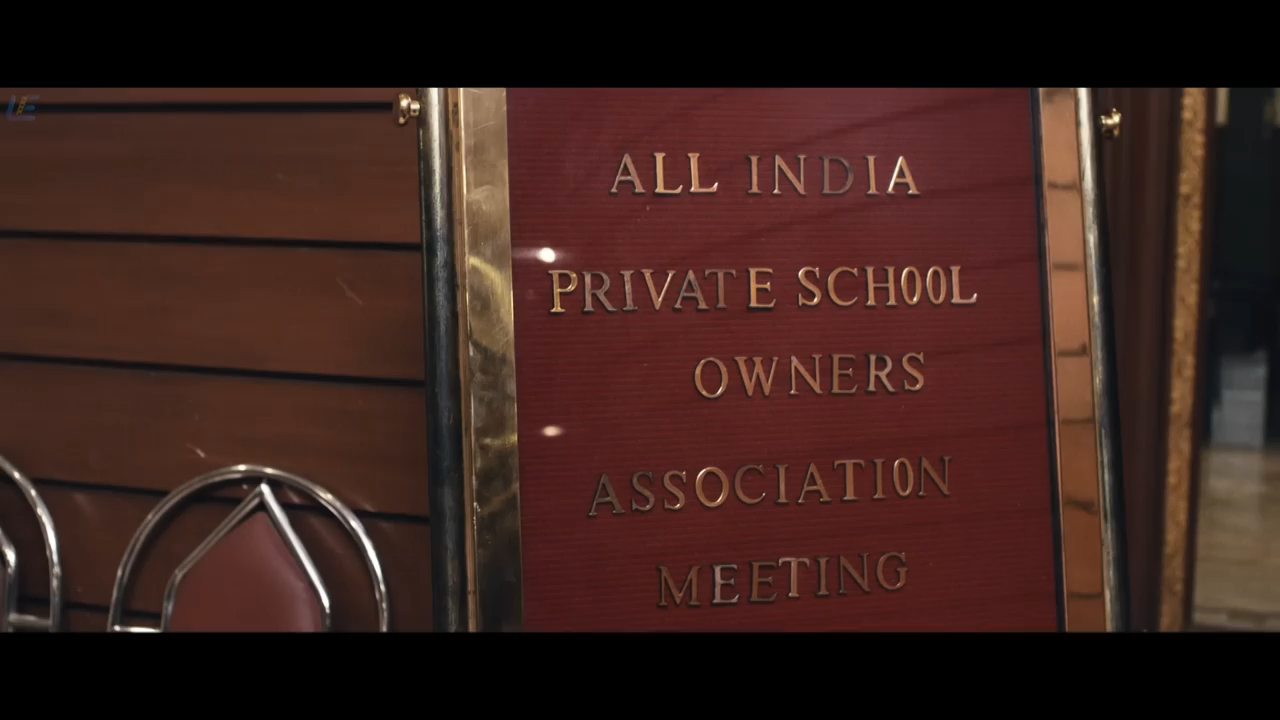 ALL INDIA
PRIVATE SCHOOL
OWNERS
ASSOCIATION
MEETING